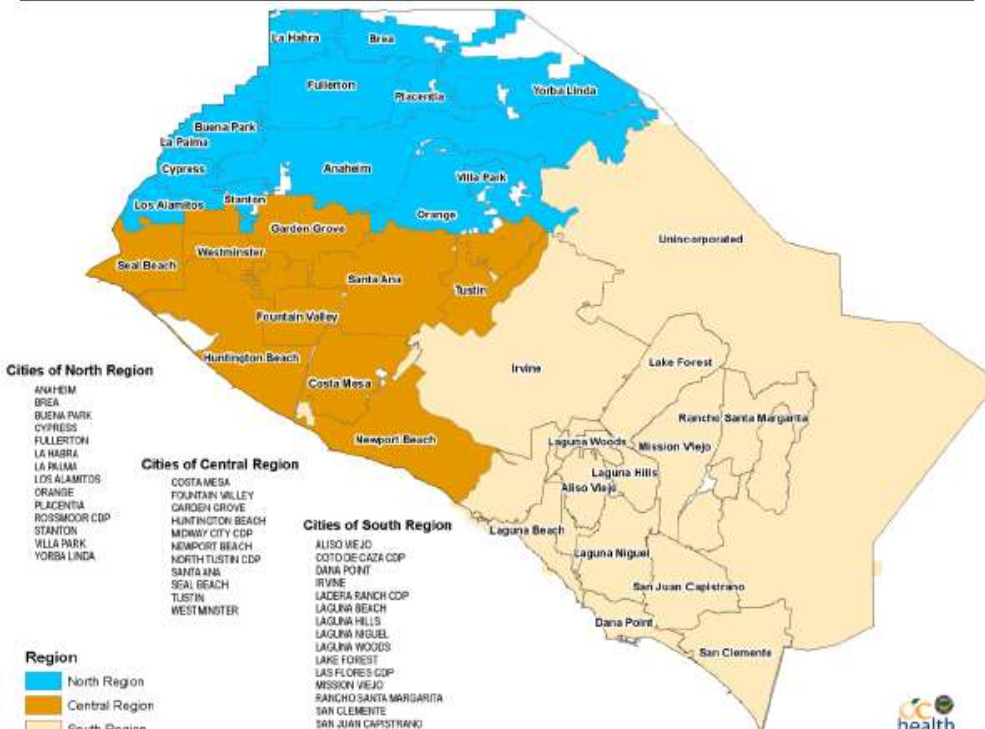 La Habra
Brea
Fullerton
Placentia
Yorba Linda
Buena Park
La Palma
Cypress
Anaheim
Villa Park
Los Alamitos
Stanton
Orange
Garden Grove
Westminster
Seal Beach
Santa Ana
Tustin
Unincorporated
Fountain Valley
Huntington Beach
Costa Mesa
Newport Beach
Irvine
Lake Forest
Rancho Santa Margarita
Laguna Woods
Mission Viejo
Laguna Hills
Aliso Viejo
Laguna Beach
Laguna Niguel
San Juan Capistrano
Dana Point
San Clemente
Cities of North Region
ANAHEIM
BREA
BUENA PARK
CYPRESS
FULLERTON
LA HABRA
LA PALMA
LOS ALAMITOS
ORANGE
PLACENTIA
ROSSMOOR CDP
STANTON
VILLA PARK
YORBA LINDA
Cities of Central Region
COSTA MESA
FOUNTAIN VALLEY
GARDEN GROVE
HUNTINGTON BEACH
MIDWAY CITY CDP
NEWPORT BEACH
NORTH TUSTIN CDP
SANTA ANA
SEAL BEACH
TUSTIN
WESTMINSTER
Cities of South Region
ALISO VIEJO
COTO DE CAZA CDP
DANA POINT
IRVINE
LADERA RANCH CDP
LAGUNA BEACH
LAGUNA HILLS
LAGUNA NIGUEL
LAGUNA WOODS
LAKE FOREST
LAS FLORES CDP
MISSION VIEJO
RANCHO SANTA MARGARITA
SAN CLEMENTE
SAN JUAN CAPISTRANO
Region
North Region
Central Region
South Region
oc
health